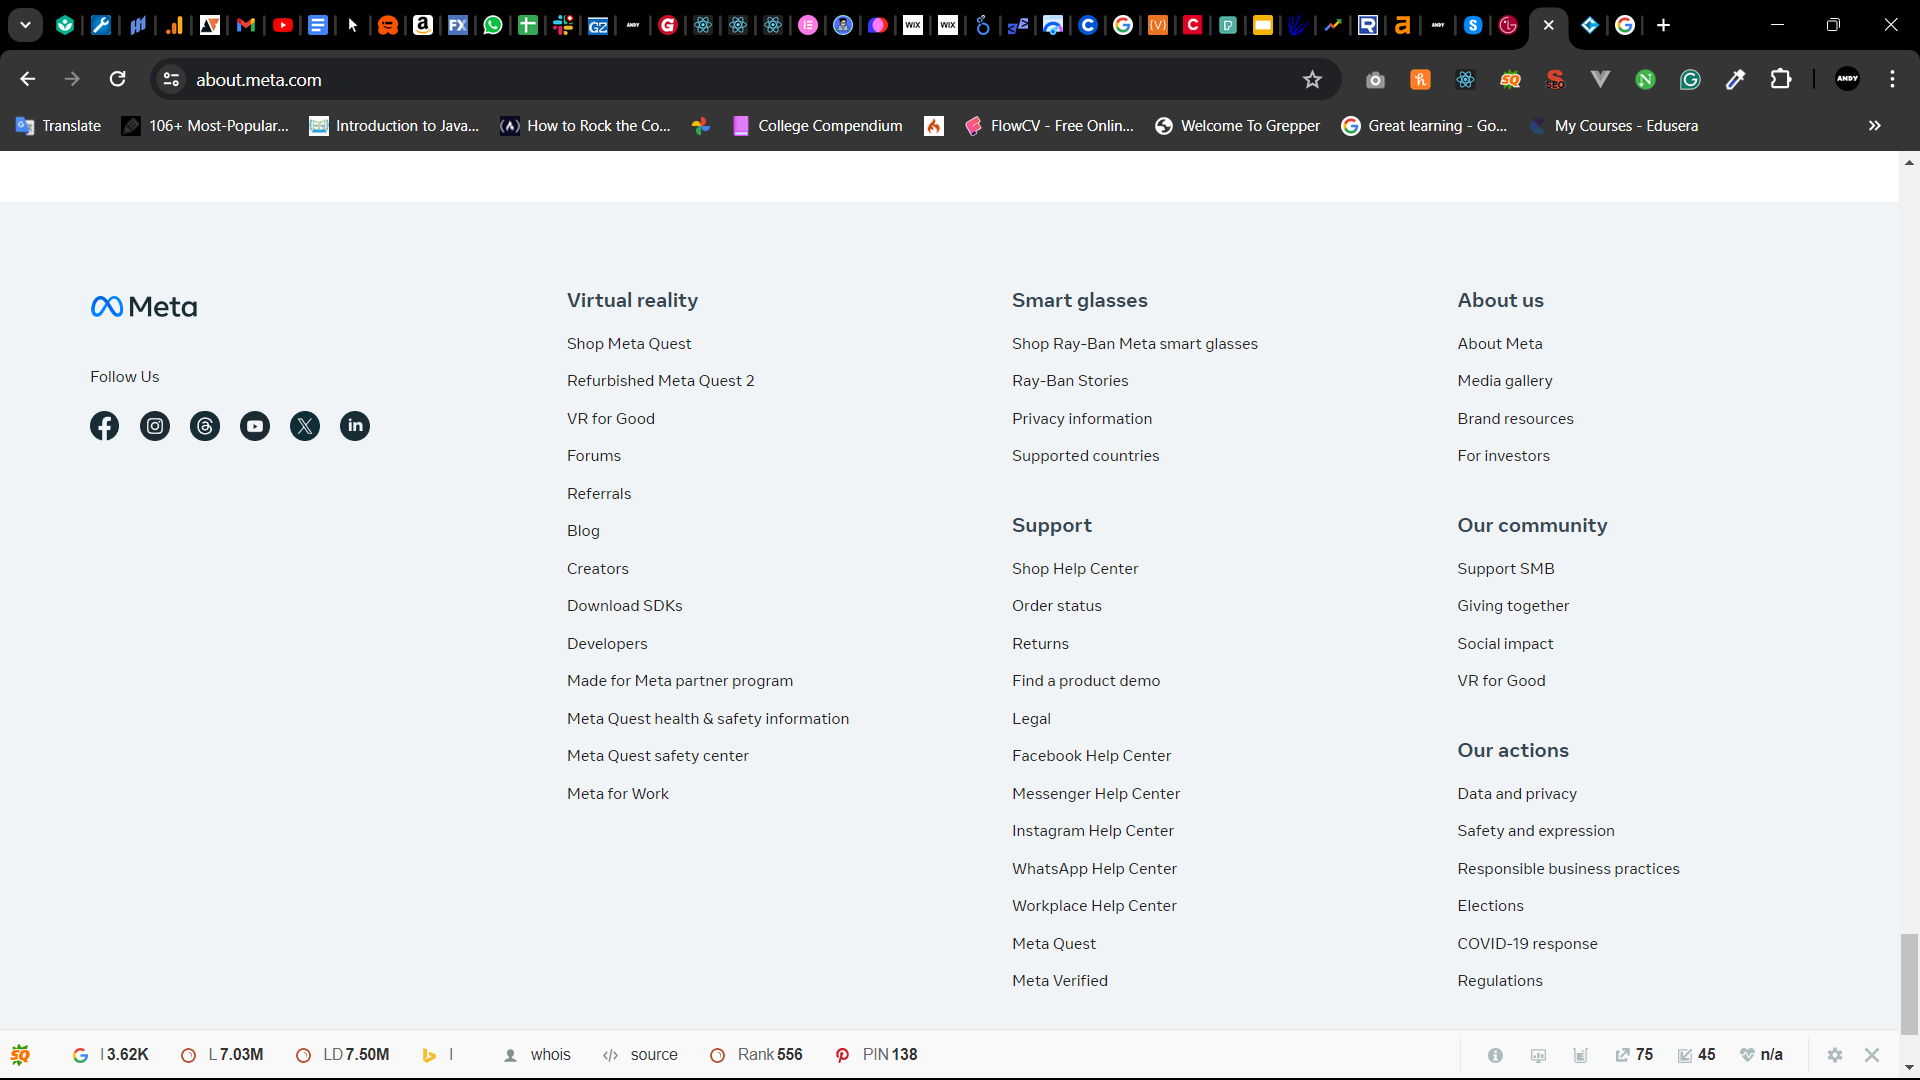 about.meta.com
ANDY
Translate
106+ Most-Popular...
Introduction to Java...
How to Rock the Co...
College Compendium
FlowCV - Free Onlin...
Welcome To Grepper
Great learning - Go...
My Courses - Edusera
Meta
Follow Us
Virtual reality
Shop Meta Quest
Refurbished Meta Quest 2
VR for Good
Forums
Referrals
Blog
Creators
Download SDKs
Developers
Made for Meta partner program
Meta Quest health & safety information
Meta Quest safety center
Meta for Work
Smart glasses
Shop Ray-Ban Meta smart glasses
Ray-Ban Stories
Privacy information
Supported countries
Support
Shop Help Center
Order status
Returns
Find a product demo
Legal
Facebook Help Center
Messenger Help Center
Instagram Help Center
WhatsApp Help Center
Workplace Help Center
Meta Quest
Meta Verified
About us
About Meta
Media gallery
Brand resources
For investors
Our community
Support SMB
Giving together
Social impact
VR for Good
Our actions
Data and privacy
Safety and expression
Responsible business practices
Elections
COVID-19 response
Regulations
I 3.62K L 7.03M LD 7.50M I whois source Rank 556 PIN 138 75 45 n/a